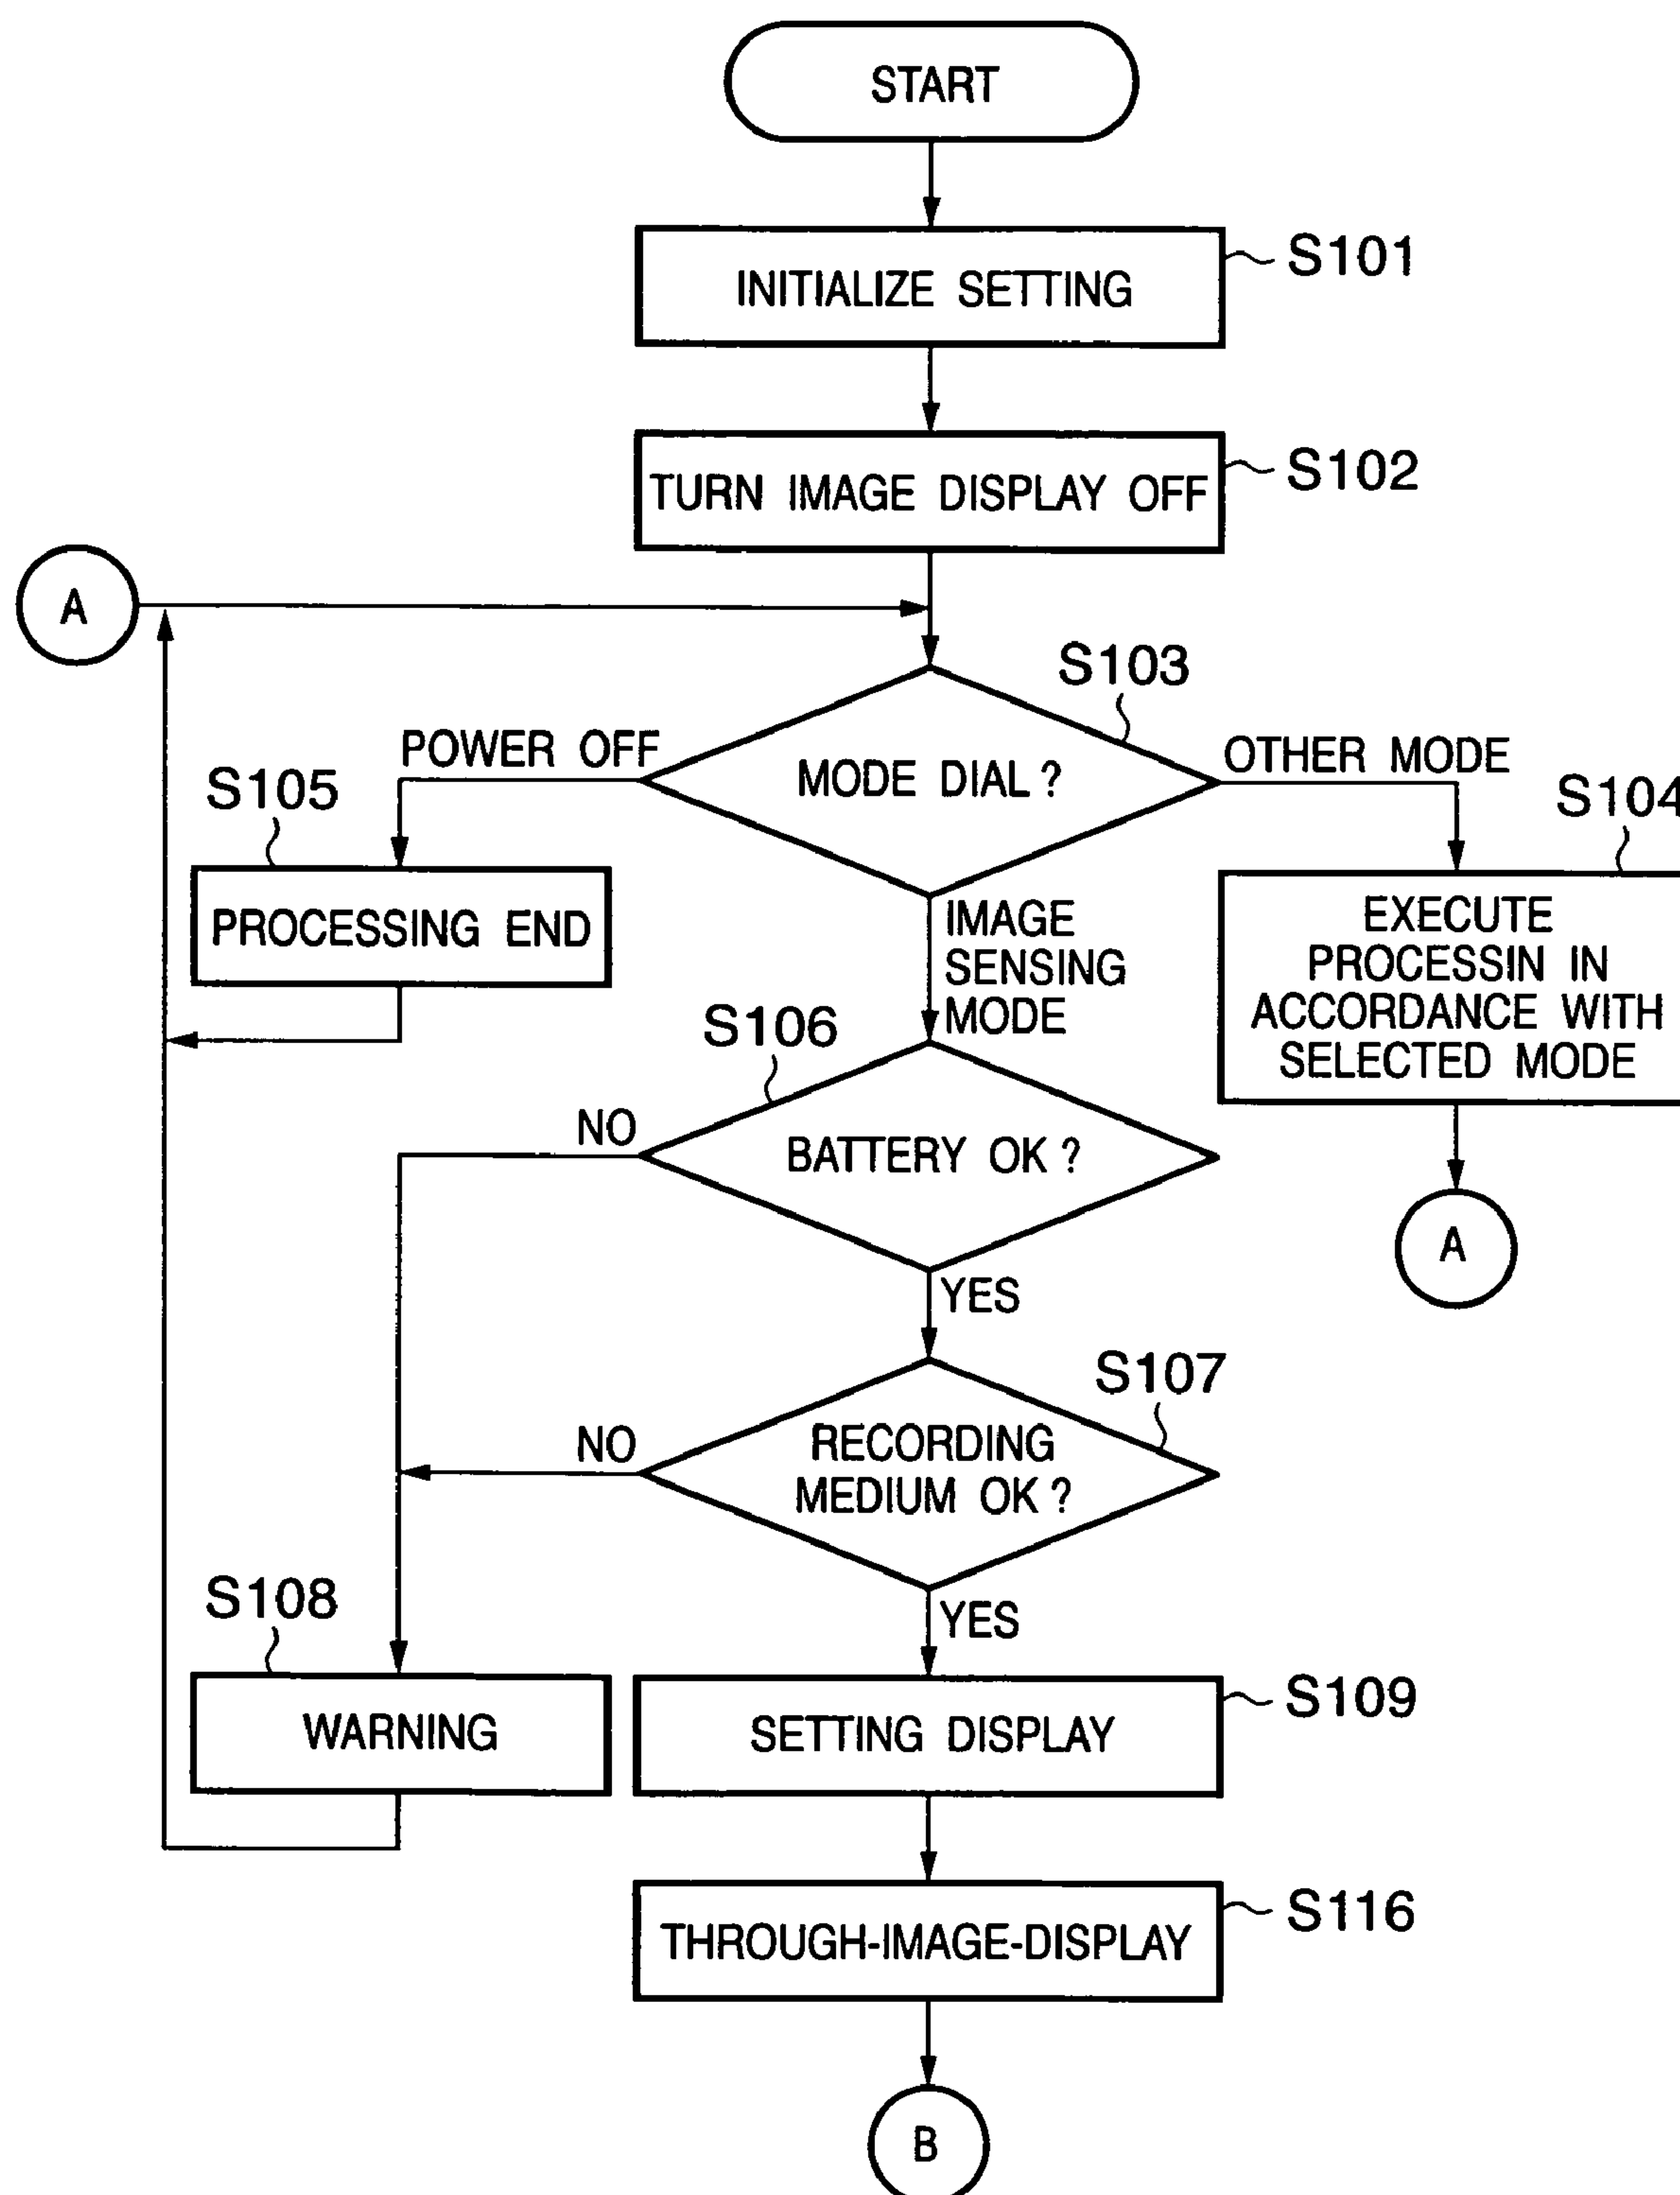 START
INITIALIZE SETTING
S101
TURN IMAGE DISPLAY OFF
S102
A
S103
MODE DIAL ?
POWER OFF
OTHER MODE
S105
PROCESSING END
S104
EXECUTE
PROCESSIN IN
ACCORDANCE WITH
SELECTED MODE
A
IMAGE
SENSING
MODE
S106
BATTERY OK ?
NO
YES
S107
RECORDING
MEDIUM OK ?
NO
YES
S108
WARNING
SETTING DISPLAY
S109
THROUGH-IMAGE-DISPLAY
S116
B